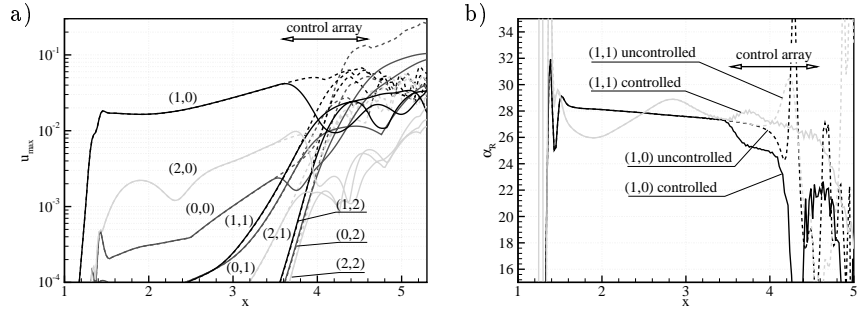 a)
control array
10^-1
10^-2
10^-3
10^-4
u_max
(1,0)
(2,0)
(0,0)
(1,1)
(0,1)
(2,1)
(1,2)
(0,2)
(2,2)
1 2 3 4 5
x
b)
34
32
30
28
26
24
22
20
18
16
α_R
(1,1) uncontrolled
control array
(1,1) controlled
(1,0) uncontrolled
(1,0) controlled
1 2 3 4 5
x